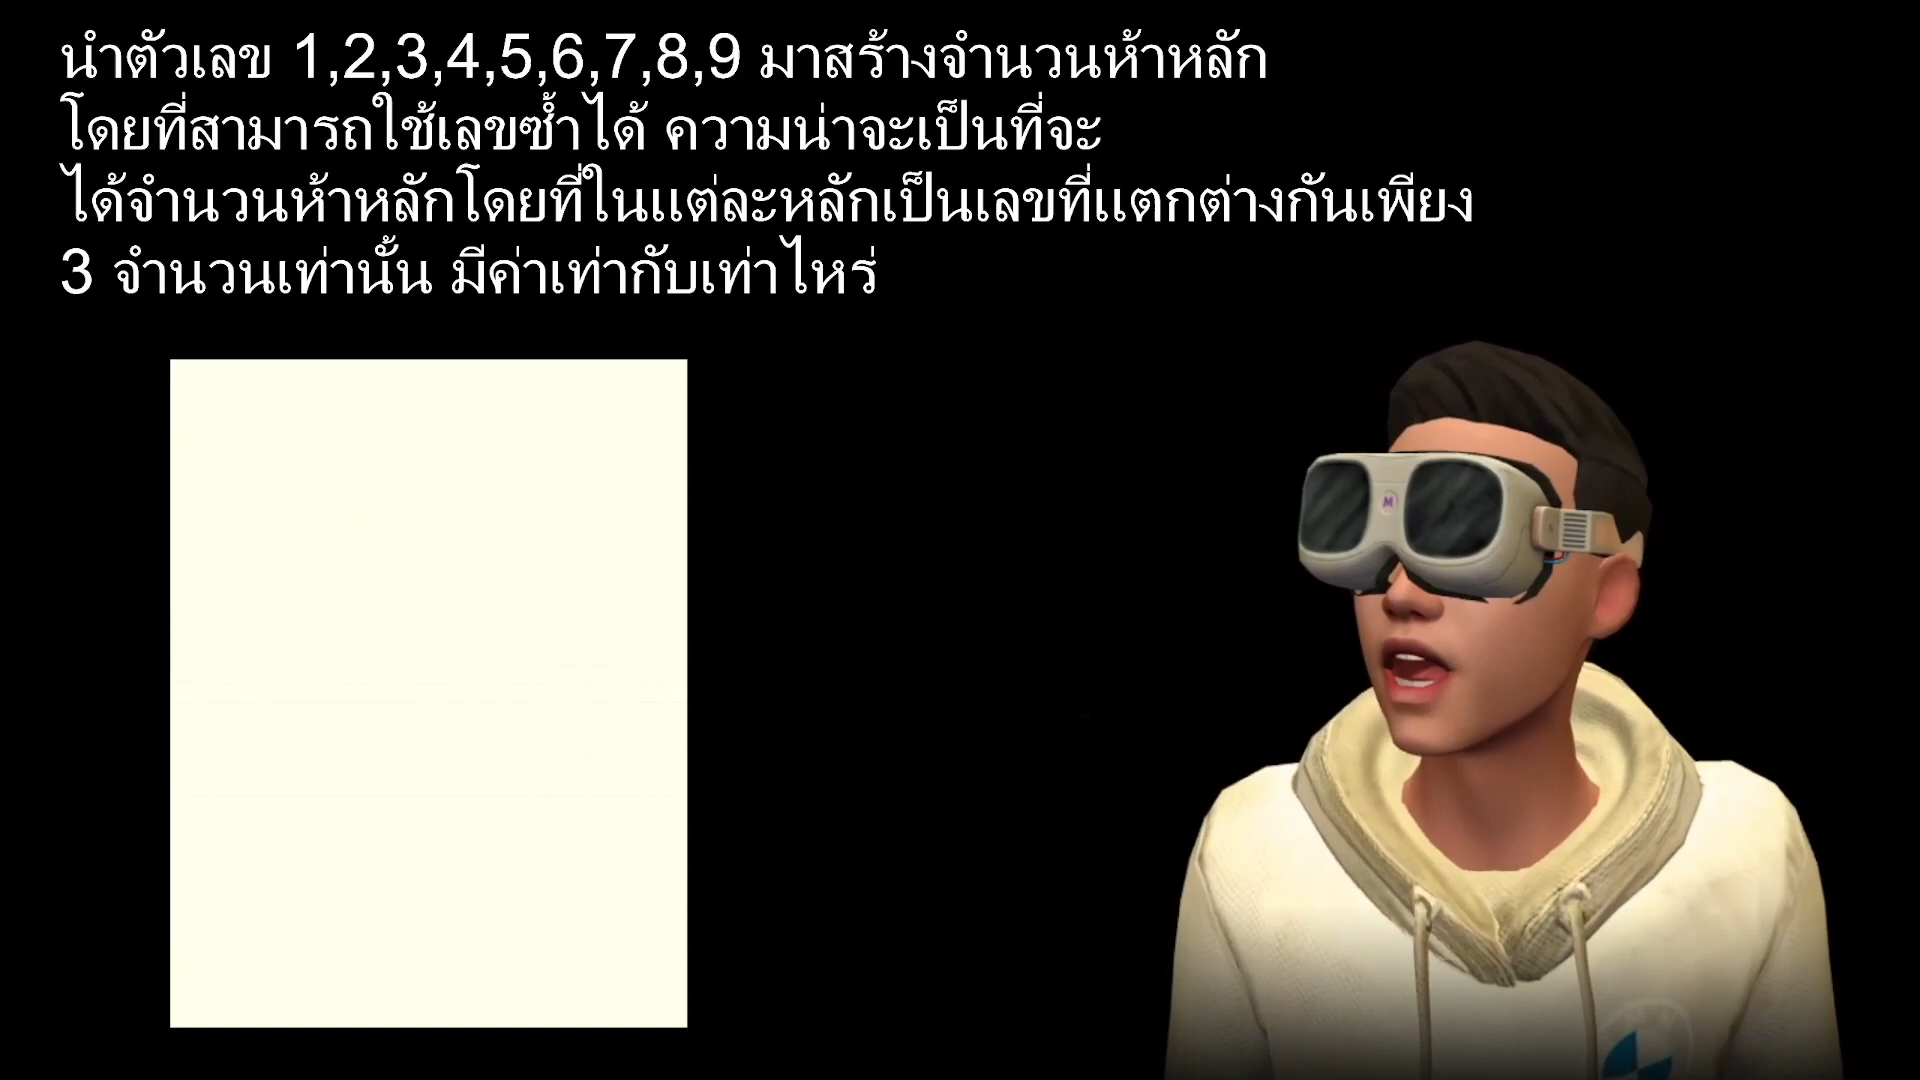 นำตัวเลข 1,2,3,4,5,6,7,8,9 มาสร้างจำนวนห้าหลัก
โดยที่สามารถใช้เลขซ้ำได้ ความน่าจะเป็นที่จะ
ได้จำนวนห้าหลักโดยที่ในแต่ละหลักเป็นเลขที่แตกต่างกันเพียง
3 จำนวนเท่านั้น มีค่าเท่ากับเท่าไหร่
M